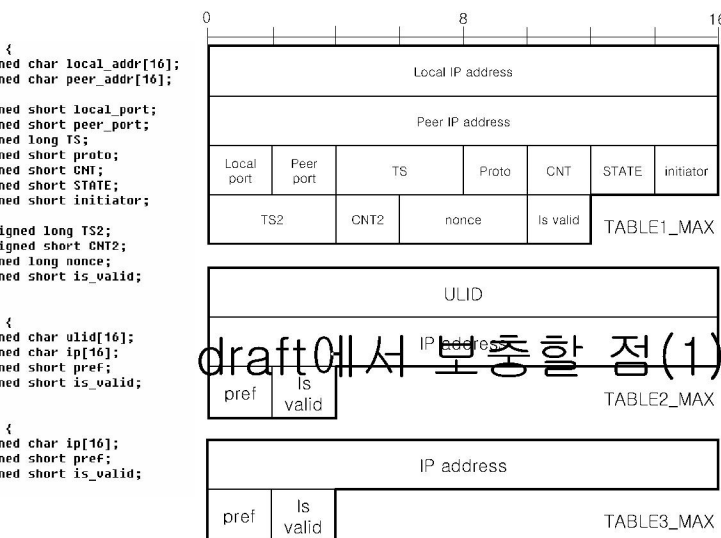 0 8 16
{
ned char local_addr[16];
ned char peer_addr[16];
ned short local_port;
ned short peer_port;
ned long TS;
ned short proto;
ned short CNT;
ned short STATE;
ned short initiator;
igned long TS2;
igned short CNT2;
ned long nonce;
ned short is_valid;
{
ned char ulid[16];
ned char ip[16];
ned short pref;
ned short is_valid;
{
ned char ip[16];
ned short pref;
ned short is_valid;
Local IP address
Peer IP address
Local port
Peer port
TS
Proto
CNT
STATE
initiator
TS2
CNT2
nonce
Is valid
TABLE1_MAX
ULID
IP address
draft에서 보충할 점(1)
pref
Is valid
TABLE2_MAX
IP address
pref
Is valid
TABLE3_MAX